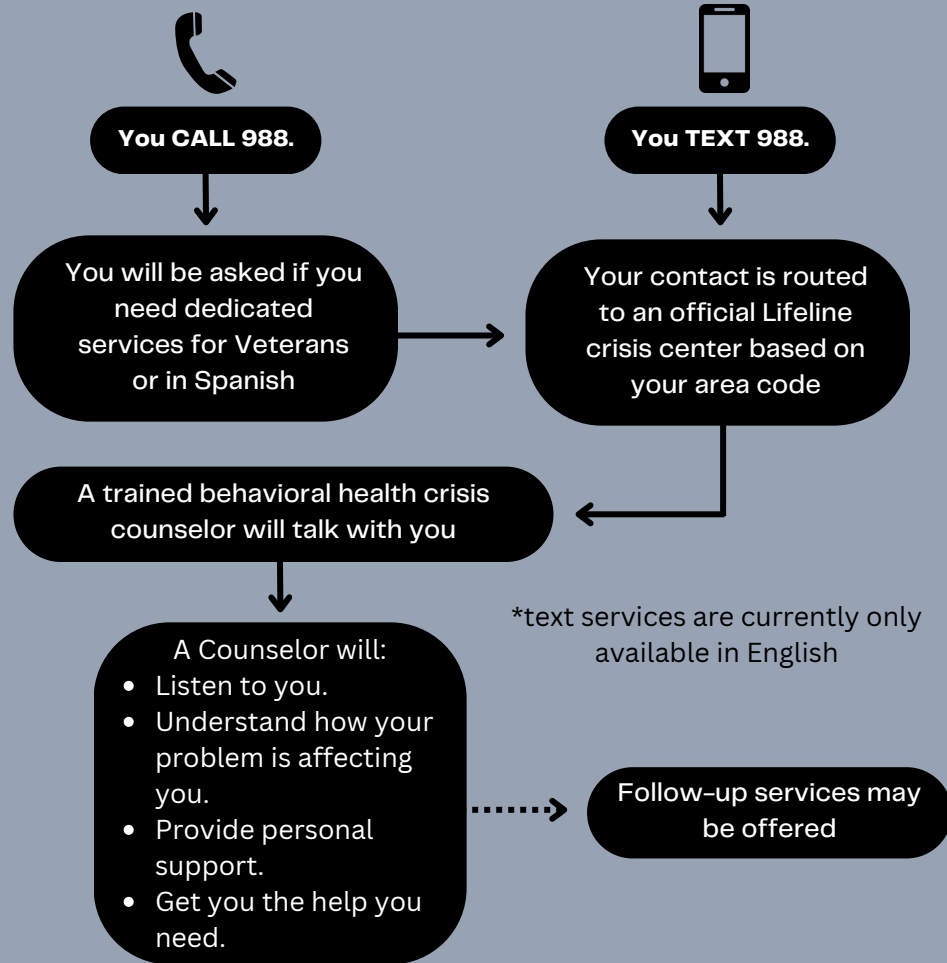 You CALL 988.
You TEXT 988.
You will be asked if you
need dedicated
services for Veterans
or in Spanish
Your contact is routed
to an official Lifeline
crisis center based on
your area code
A trained behavioral health crisis
counselor will talk with you
*text services are currently only
available in English
A Counselor will:
• Listen to you.
• Understand how your
problem is affecting
you.
• Provide personal
support.
• Get you the help you
need.
Follow-up services may
be offered